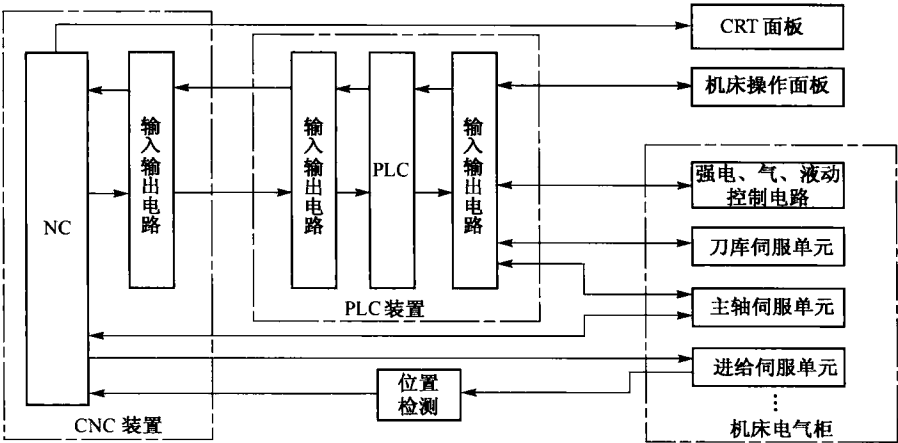 CRT 面板
机床操作面板
NC
输入输出电路
输入输出电路
PLC
输入输出电路
强电、气、液动
控制电路
刀库伺服单元
主轴伺服单元
进给伺服单元
PLC 装置
位置
检测
CNC 装置
机床电气柜